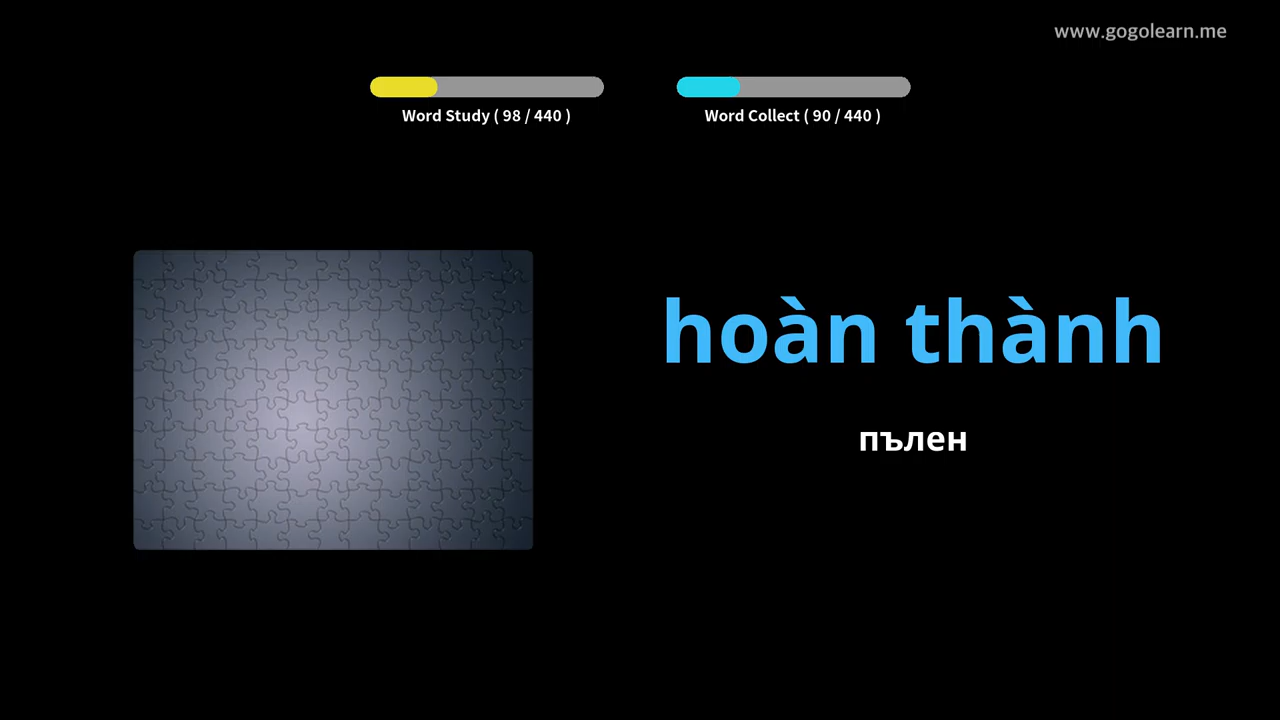 www.gogolearn.me
Word Study ( 98 / 440 )
Word Collect ( 90 / 440 )
hoàn thành
пълен